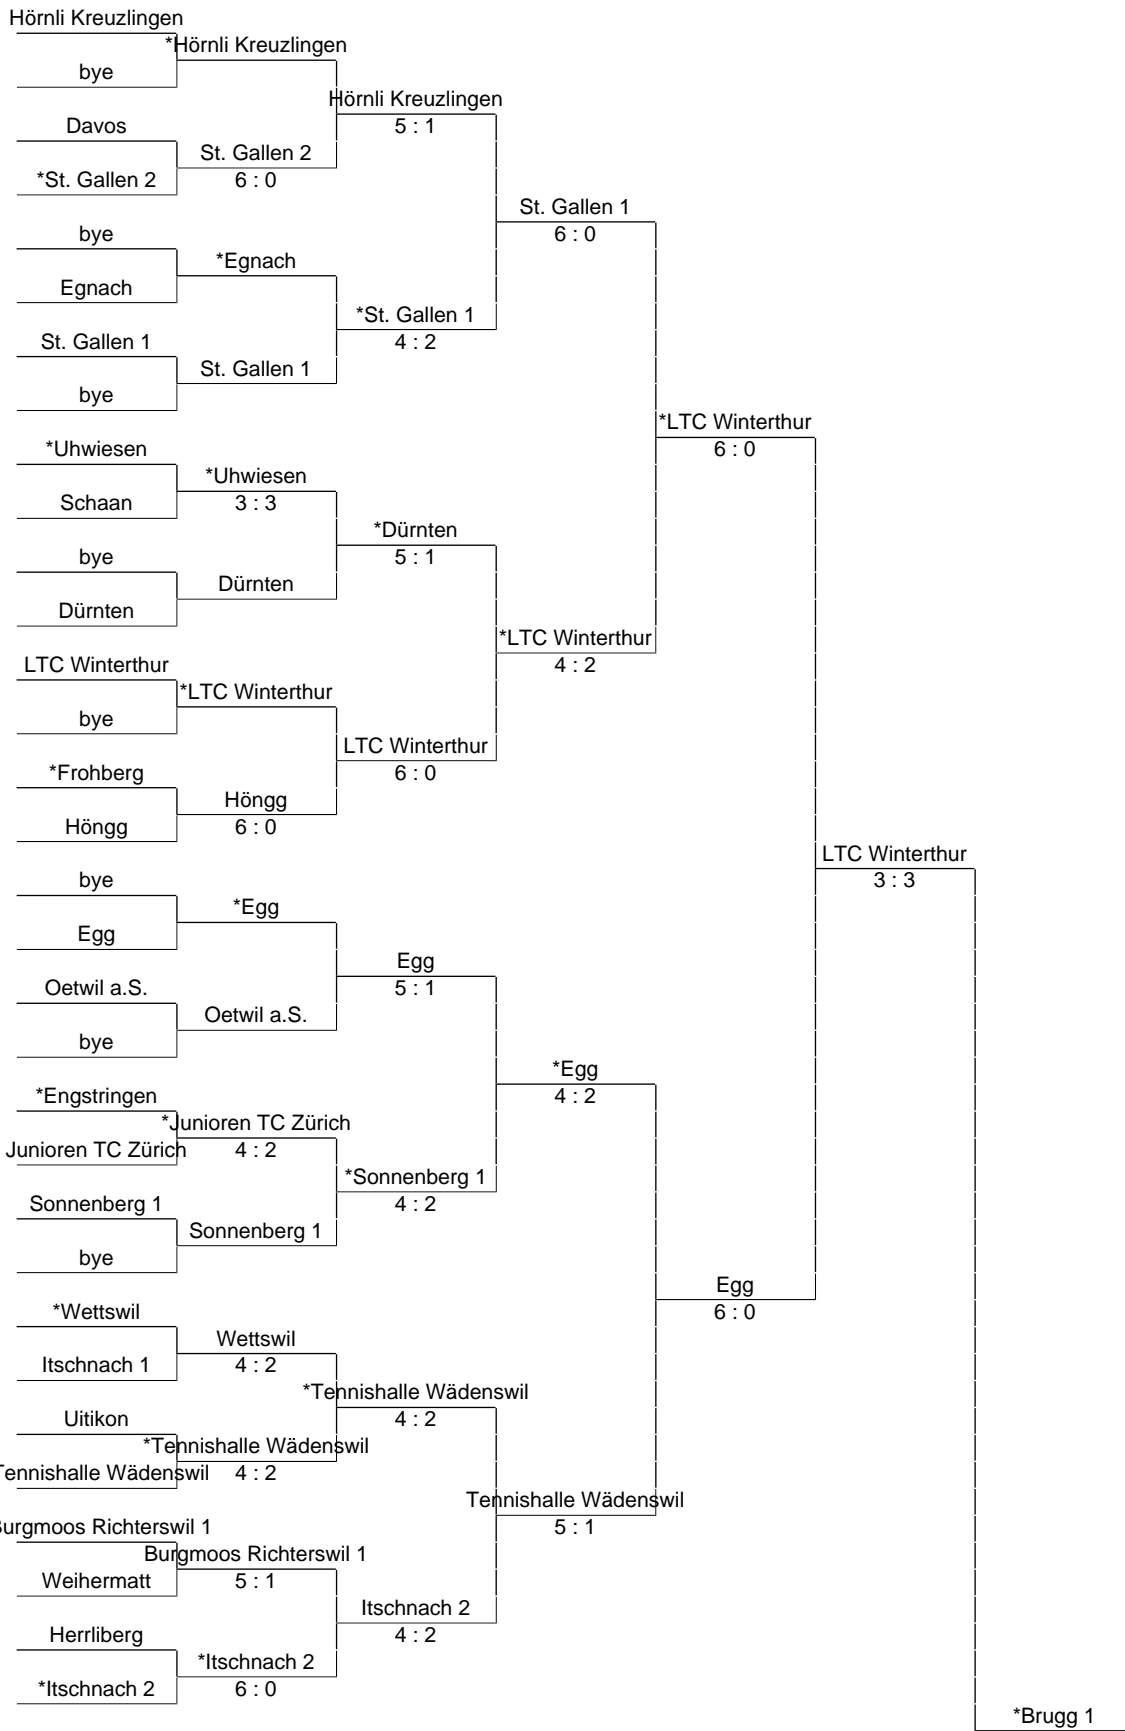 Hörnli Kreuzlingen
*Hörnli Kreuzlingen
bye
Hörnli Kreuzlingen
5 : 1
Davos
St. Gallen 2
*St. Gallen 2
6 : 0
St. Gallen 1
6 : 0
bye
*Egnach
Egnach
*St. Gallen 1
4 : 2
St. Gallen 1
St. Gallen 1
bye
*LTC Winterthur
6 : 0
*Uhwiesen
*Uhwiesen
3 : 3
Schaan
*Dürnten
5 : 1
bye
Dürnten
Dürnten
*LTC Winterthur
4 : 2
LTC Winterthur
*LTC Winterthur
bye
LTC Winterthur
6 : 0
*Frohberg
Höngg
Höngg
6 : 0
LTC Winterthur
3 : 3
bye
*Egg
Egg
Egg
5 : 1
Oetwil a.S.
Oetwil a.S.
bye
*Egg
4 : 2
*Engstringen
*Junioren TC Zürich
Junioren TC Zürich
4 : 2
*Sonnenberg 1
4 : 2
Sonnenberg 1
Sonnenberg 1
bye
Egg
6 : 0
*Wettswil
Wettswil
Itschnach 1
4 : 2
*Tennishalle Wädenswil
4 : 2
Uitikon
*Tennishalle Wädenswil
Tennishalle Wädenswil
4 : 2
Tennishalle Wädenswil
5 : 1
Burgmoos Richterswil 1
Burgmoos Richterswil 1
Weihermatt
5 : 1
Itschnach 2
4 : 2
Herrliberg
*Itschnach 2
*Itschnach 2
6 : 0
*Brugg 1